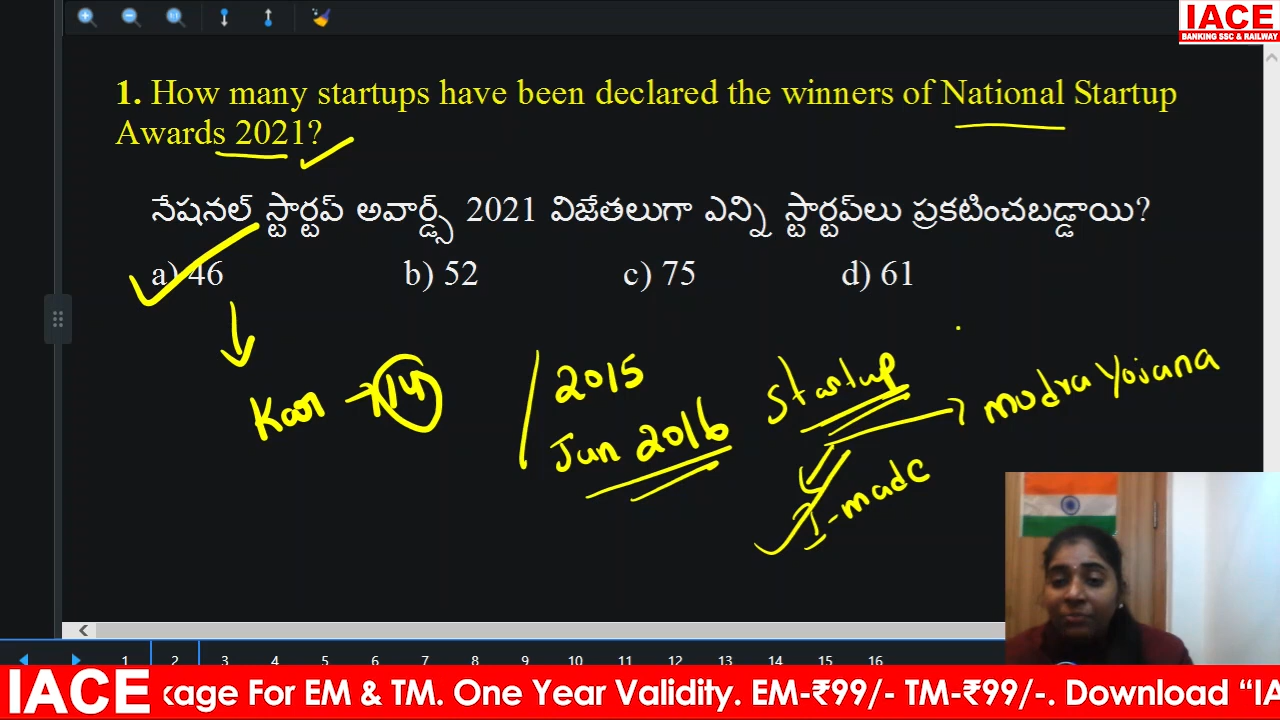 IACE
BANKING SSC & RAILWAY
1. How many startups have been declared the winners of National Startup
Awards 2021?
నేషనల్ స్టార్టప్ అవార్డ్స్ 2021 విజేతలుగా ఎన్ని స్టార్టప్‌లు ప్రకటించబడ్డాయి?
a) 46 b) 52 c) 75 d) 61
Karn → 14
2015
Jan 2016
Startup
mudra Yojana
I-made
1 2 3 4 5 6 7 8 9 10 11 12 13 14 15 16
IACE kage For EM & TM. One Year Validity. EM-₹99/- TM-₹99/-. Download “IA